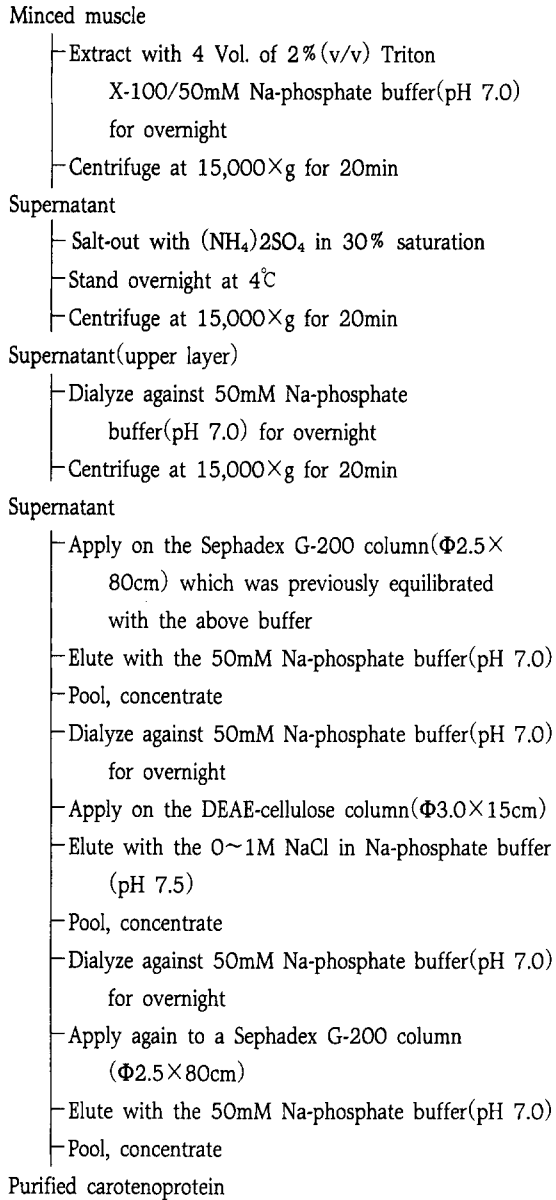 Minced muscle
Extract with 4 Vol. of 2%(v/v) Triton
X-100/50mM Na-phosphate buffer(pH 7.0)
for overnight
Centrifuge at 15,000×g for 20min
Supernatant
Salt-out with (NH₄)2SO₄ in 30% saturation
Stand overnight at 4℃
Centrifuge at 15,000×g for 20min
Supernatant(upper layer)
Dialyze against 50mM Na-phosphate
buffer(pH 7.0) for overnight
Centrifuge at 15,000×g for 20min
Supernatant
Apply on the Sephadex G-200 column(Φ2.5×
80cm) which was previously equilibrated
with the above buffer
Elute with the 50mM Na-phosphate buffer(pH 7.0)
Pool, concentrate
Dialyze against 50mM Na-phosphate buffer(pH 7.0)
for overnight
Apply on the DEAE-cellulose column(Φ3.0×15cm)
Elute with the 0~1M NaCl in Na-phosphate buffer
(pH 7.5)
Pool, concentrate
Dialyze against 50mM Na-phosphate buffer(pH 7.0)
for overnight
Apply again to a Sephadex G-200 column
(Φ2.5×80cm)
Elute with the 50mM Na-phosphate buffer(pH 7.0)
Pool, concentrate
Purified carotenoprotein